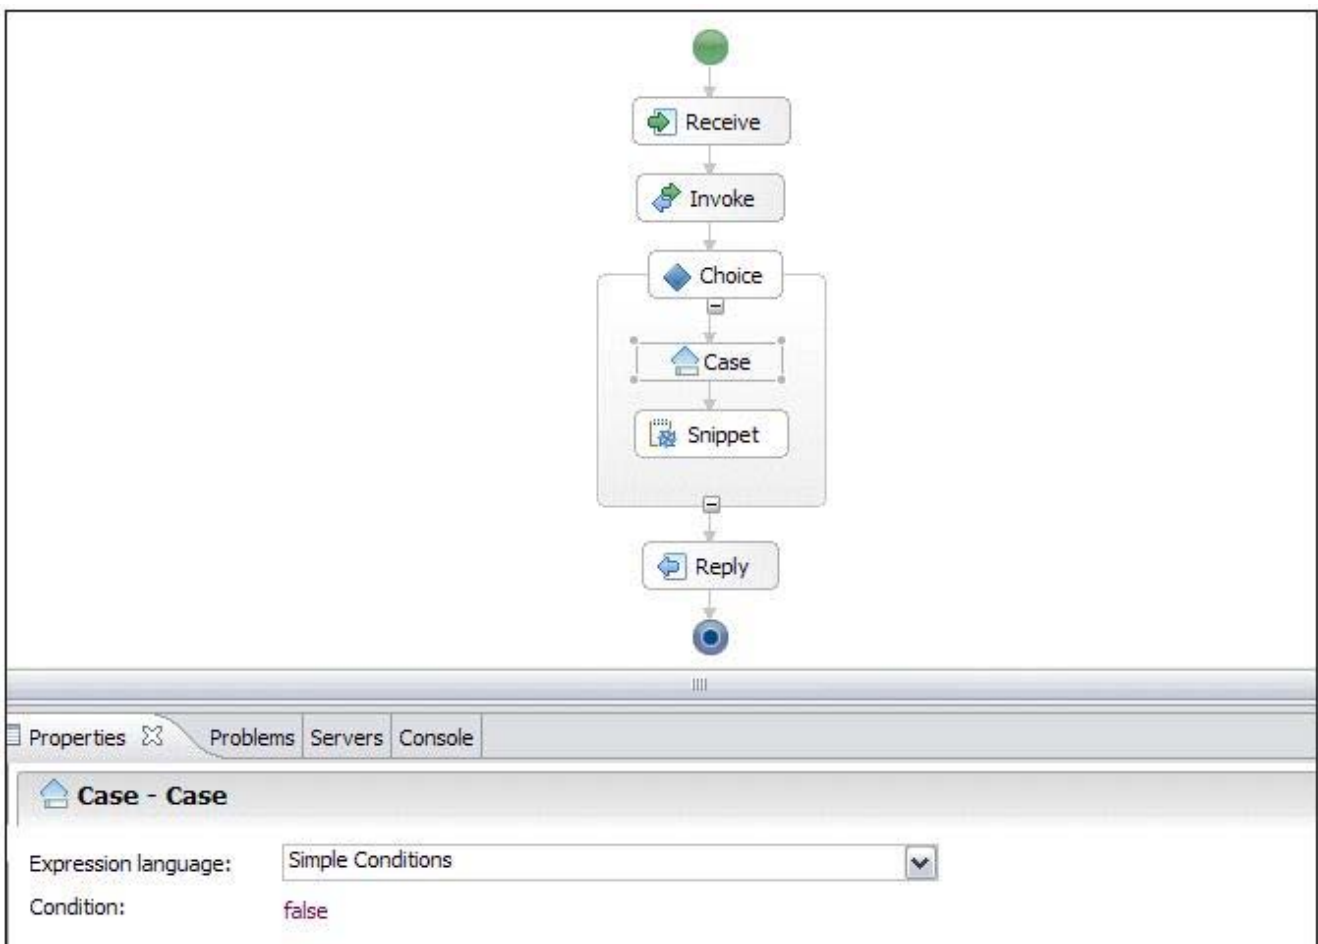 Receive
Invoke
Choice
Case
Snippet
Reply
Properties Problems Servers Console
Case - Case
Expression language: Simple Conditions
Condition: false